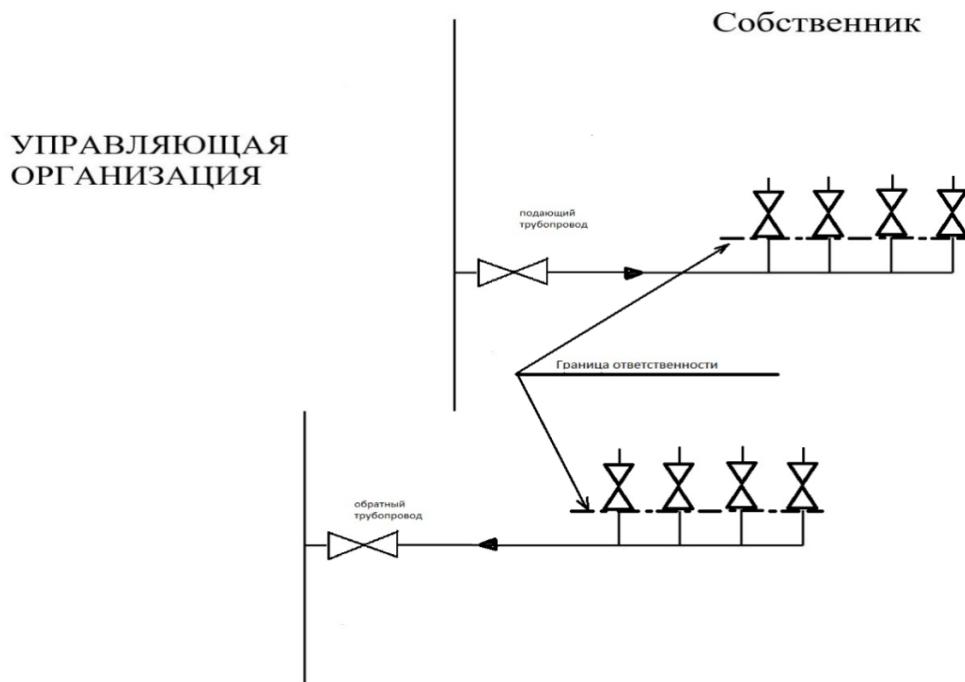 Собственник
УПРАВЛЯЮЩАЯ
ОРГАНИЗАЦИЯ
подающий
трубопровод
Граница ответственности
обратный
трубопровод